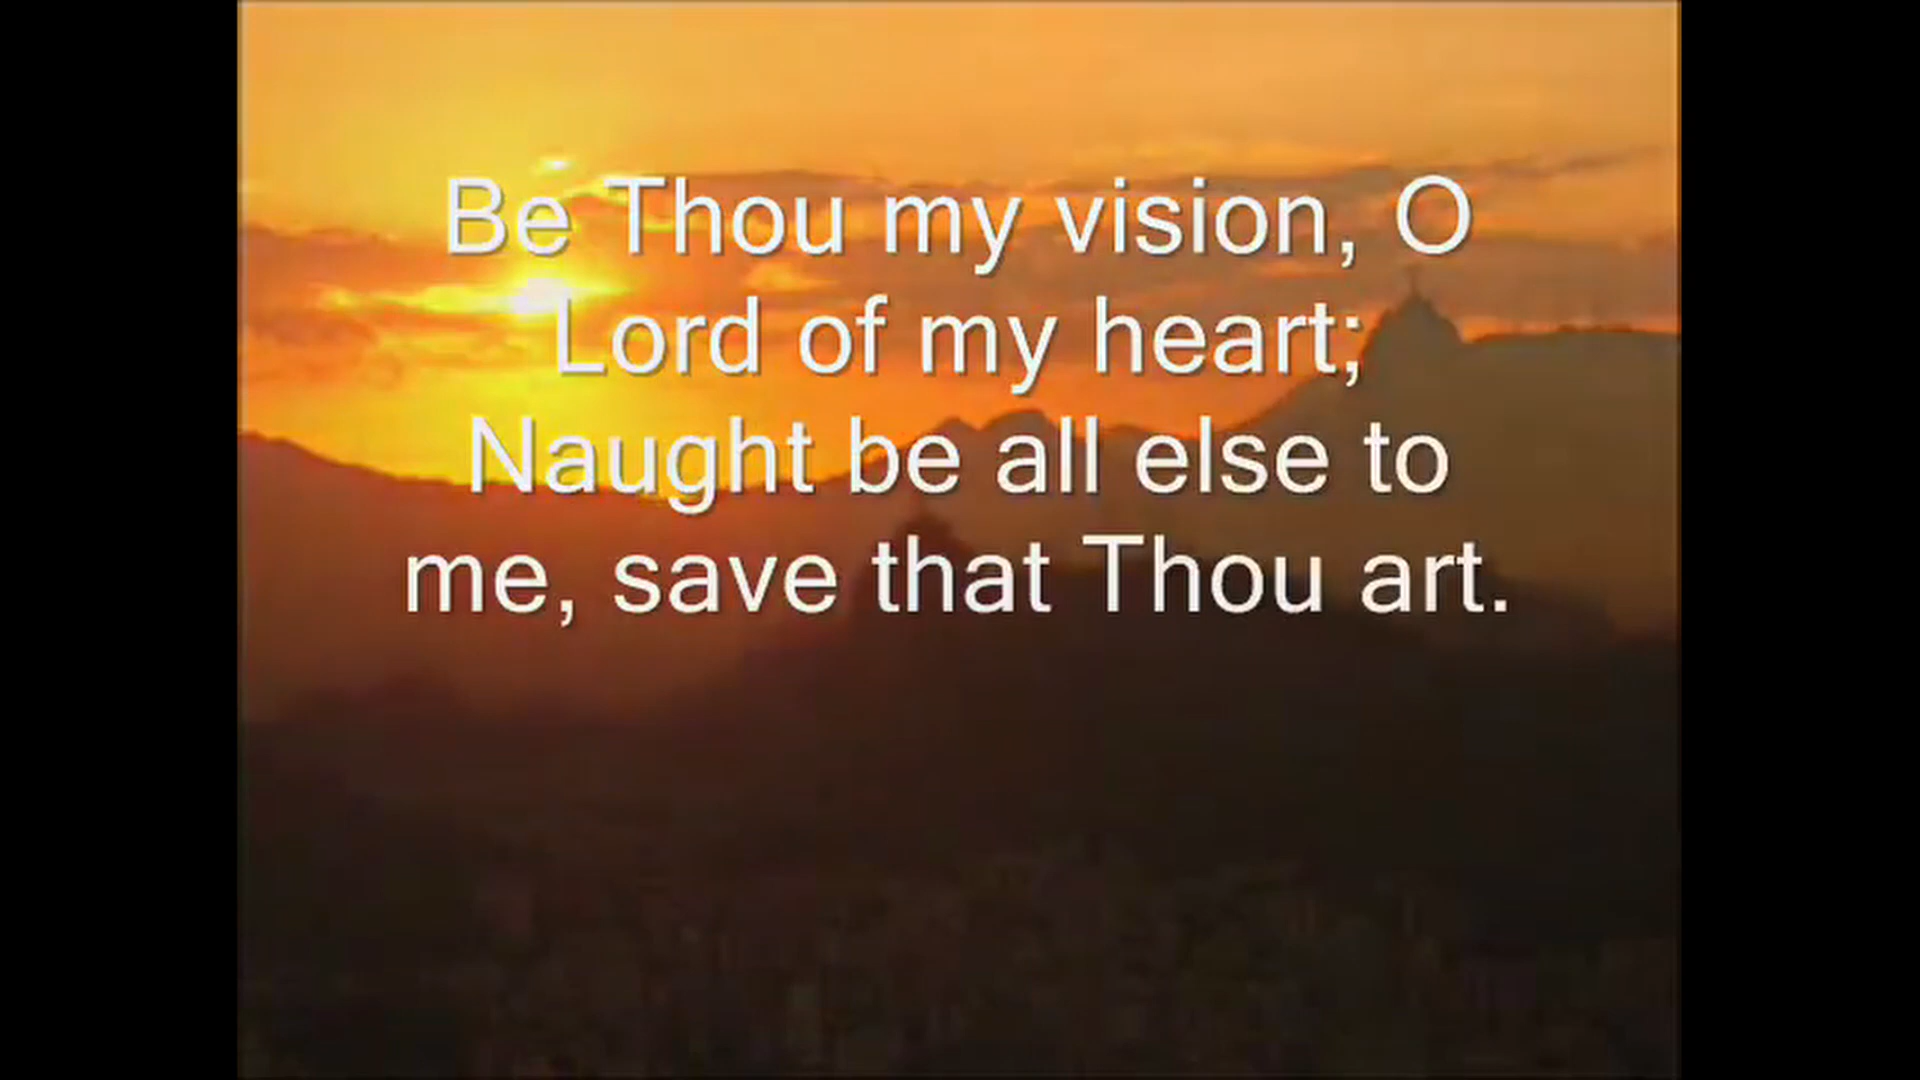 Be Thou my vision, O
Lord of my heart;
Naught be all else to
me, save that Thou art.